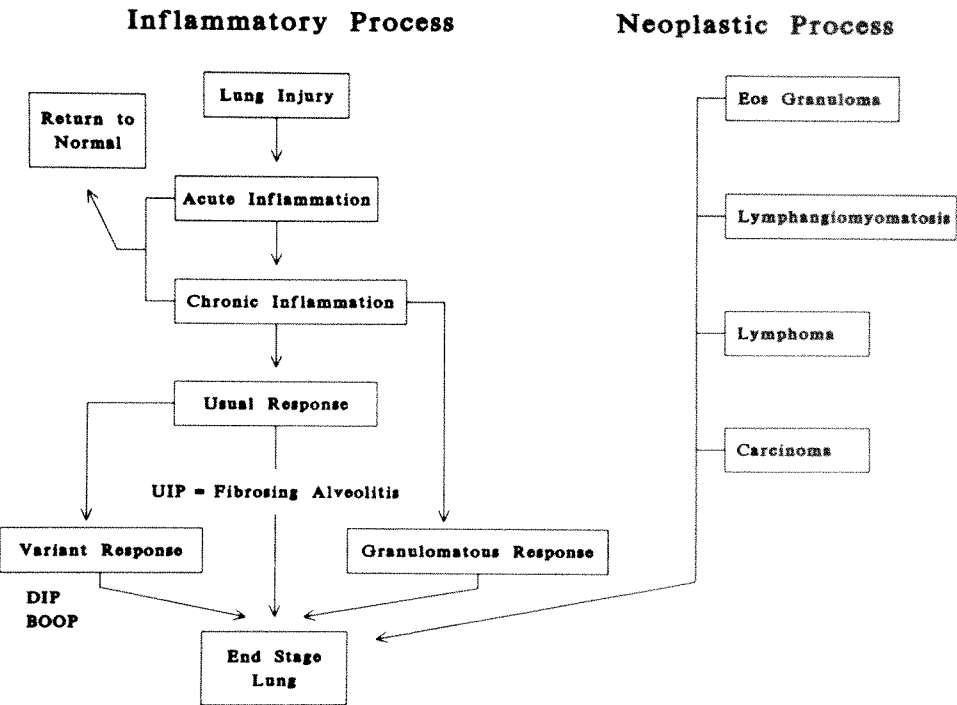 Inflammatory Process
Neoplastic Process
Lung Injury
Return to
Normal
Acute Inflammation
Chronic Inflammation
Usual Response
UIP = Fibrosing Alveolitis
Variant Response
Granulomatous Response
DIP
BOOP
End Stage
Lung
Eos Granuloma
Lymphangiomyomatosis
Lymphoma
Carcinoma